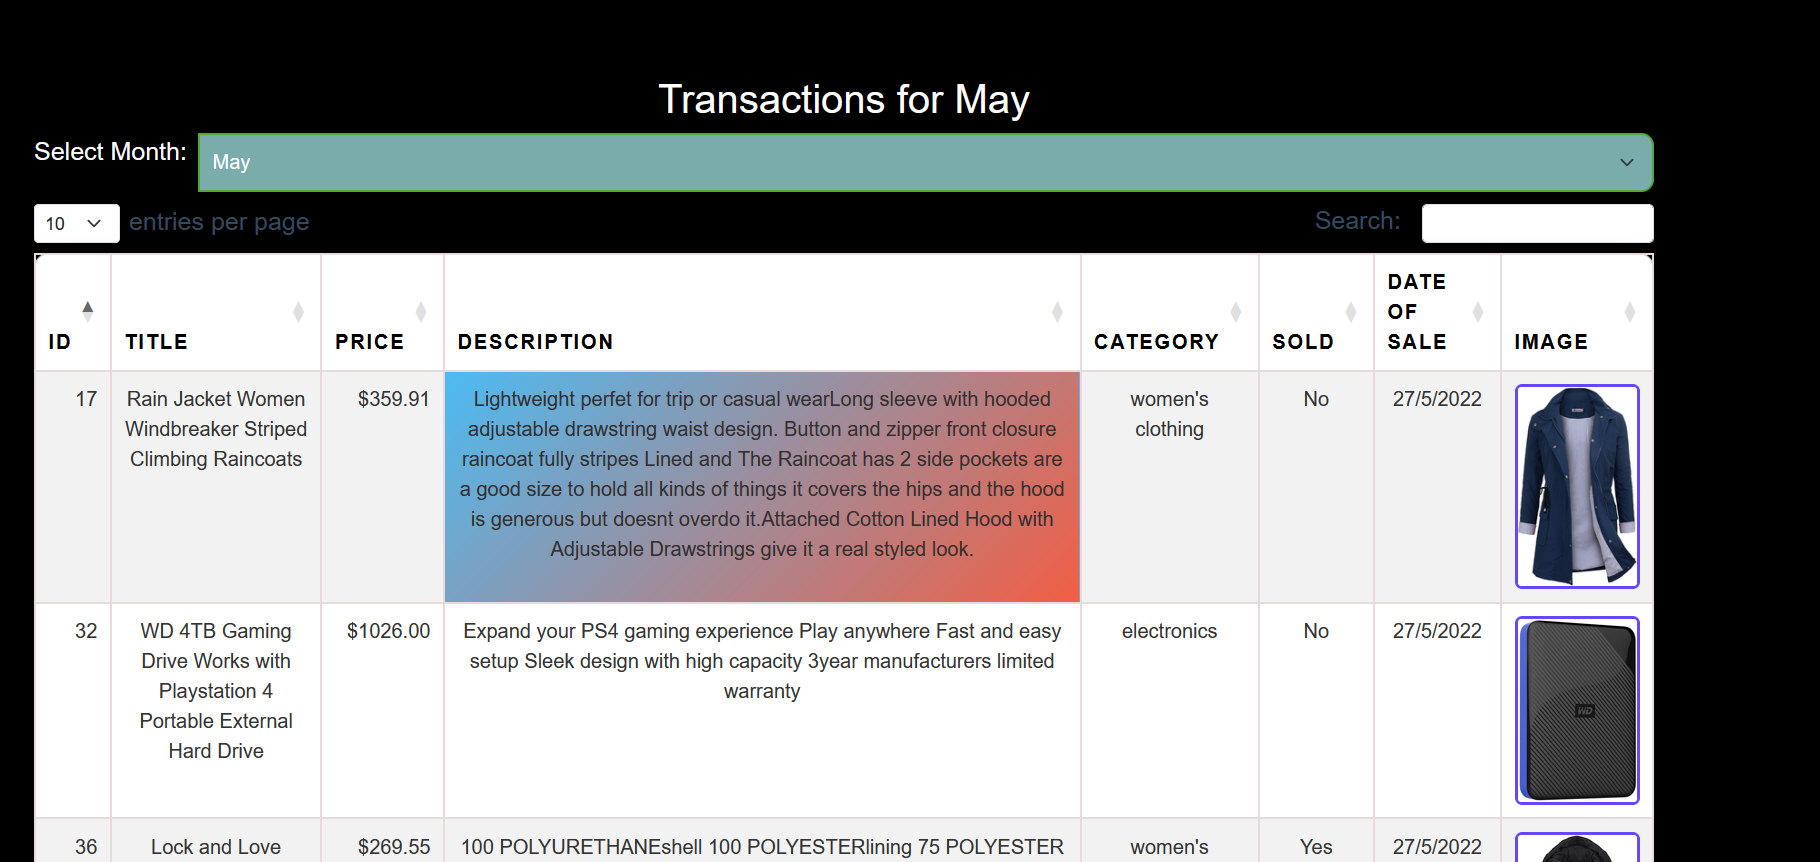 Transactions for May
Select Month:
May
10
entries per page
Search:
ID
TITLE
PRICE
DESCRIPTION
CATEGORY
SOLD
DATE
OF
SALE
IMAGE
17
Rain Jacket Women
Windbreaker Striped
Climbing Raincoats
$359.91
Lightweight perfet for trip or casual wearLong sleeve with hooded
adjustable drawstring waist design. Button and zipper front closure
raincoat fully stripes Lined and The Raincoat has 2 side pockets are
a good size to hold all kinds of things it covers the hips and the hood
is generous but doesnt overdo it.Attached Cotton Lined Hood with
Adjustable Drawstrings give it a real styled look.
women's
clothing
No
27/5/2022
32
WD 4TB Gaming
Drive Works with
Playstation 4
Portable External
Hard Drive
$1026.00
Expand your PS4 gaming experience Play anywhere Fast and easy
setup Sleek design with high capacity 3year manufacturers limited
warranty
electronics
No
27/5/2022
WD
36
Lock and Love
$269.55
100 POLYURETHANEshell 100 POLYESTERlining 75 POLYESTER
women's
Yes
27/5/2022